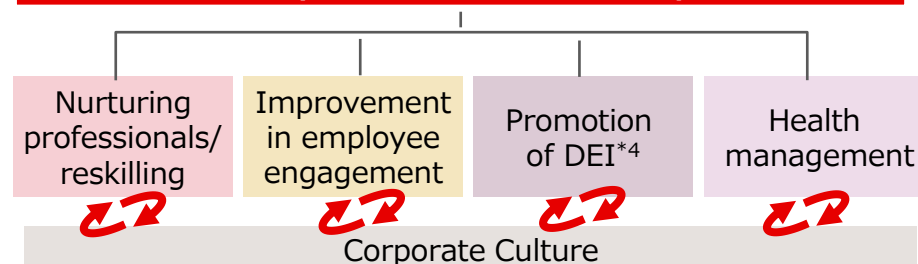 Nurturing
professionals/
reskilling
Improvement
in employee
engagement
Promotion
of DEI*4
Health
management
Corporate Culture